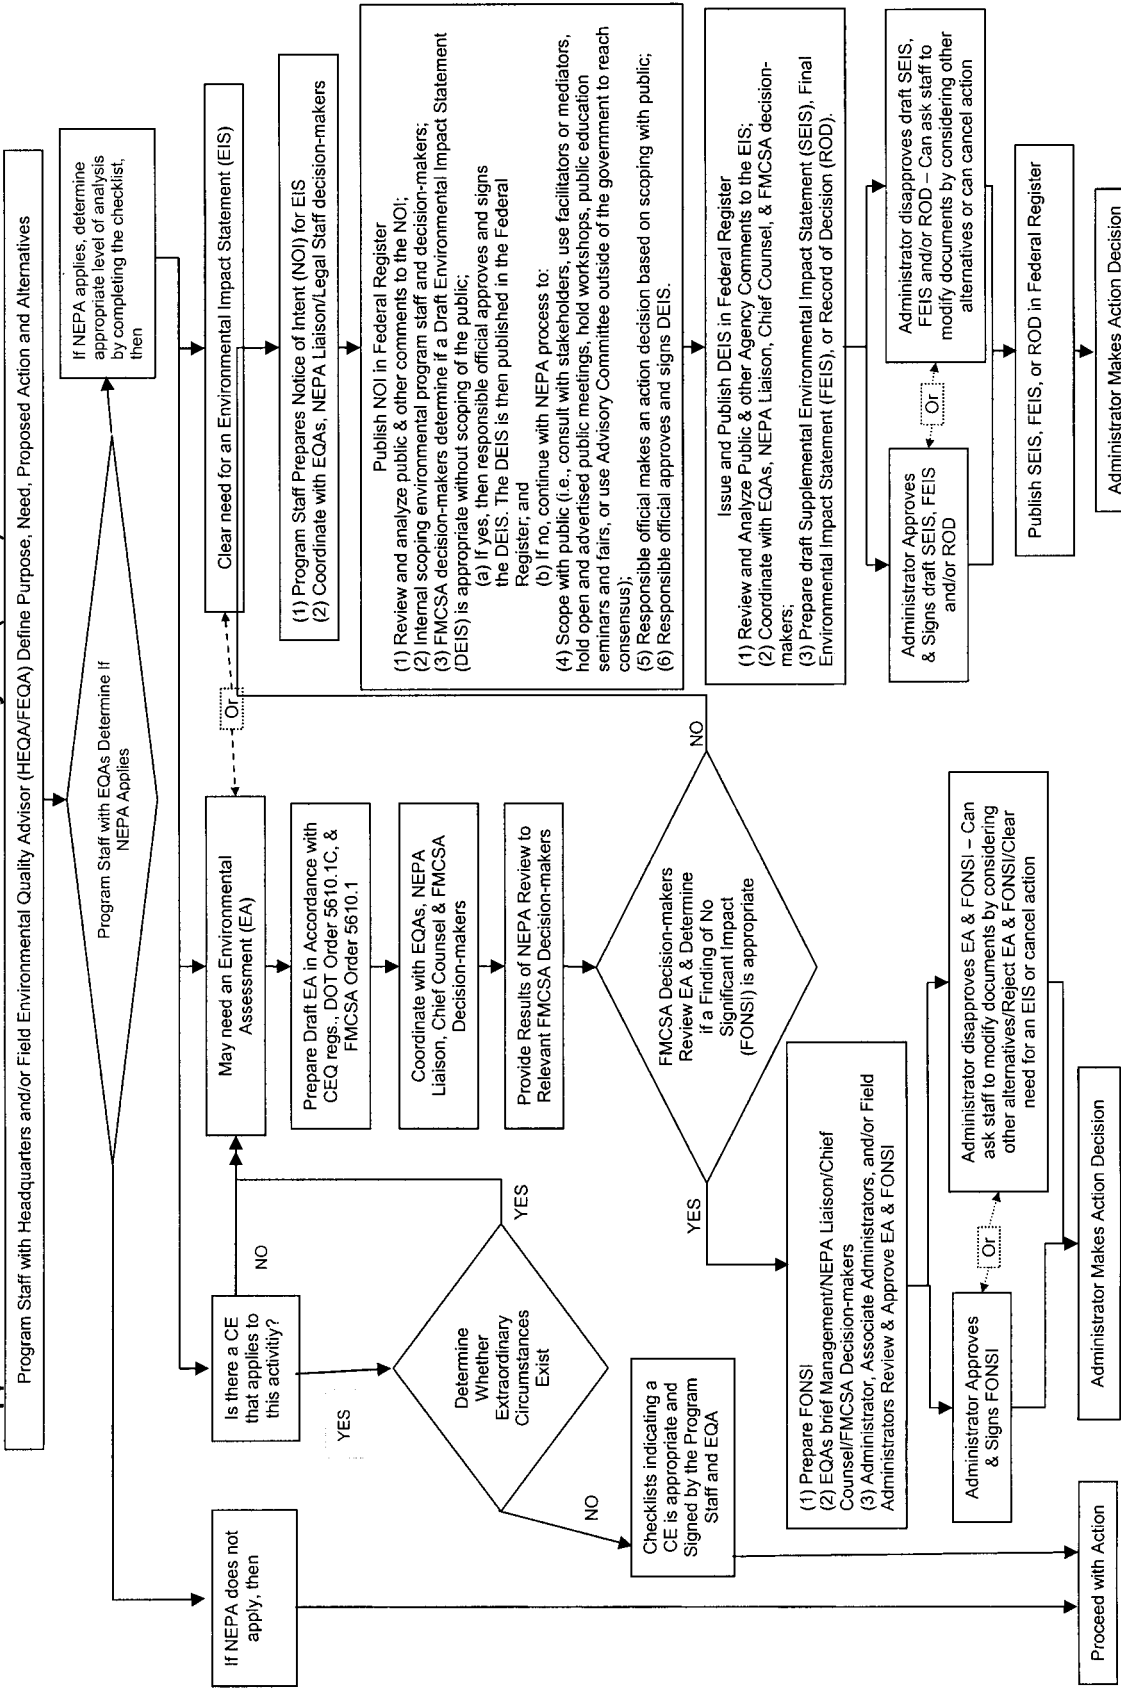 Program Staff with Headquarters and/or Field Environmental Quality Advisor (HEQA/FEQA) Define Purpose, Need, Proposed Action and Alternatives
Program Staff with EQAs Determine If
NEPA Applies
If NEPA applies, determine
appropriate level of analysis
by completing the checklist,
then
If NEPA does not
apply, then
Is there a CE
that applies to
this activitiy?
NO
YES
Determine
Whether
Extraordinary
Circumstances
Exist
YES
NO
Checklists indicating a
CE is appropriate and
Signed by the Program
Staff and EQA
Proceed with Action
May need an Environmental
Assessment (EA)
Or
Prepare Draft EA in Accordance with
CEQ regs., DOT Order 5610.1C, &
FMCSA Order 5610.1
Coordinate with EQAs, NEPA
Liaison, Chief Counsel & FMCSA
Decision-makers
Provide Results of NEPA Review to
Relevant FMCSA Decision-makers
FMCSA Decision-makers
Review EA & Determine
if a Finding of No
Significant Impact
(FONSI) is appropriate
NO
YES
(1) Prepare FONSI
(2) EQAs brief Management/NEPA Liaison/Chief
Counsel/FMCSA Decision-makers
(3) Administrator, Associate Administrators, and/or Field
Administrators Review & Approve EA & FONSI
Administrator Approves
& Signs FONSI
Or
Administrator disapproves EA & FONSI – Can
ask staff to modify documents by considering
other alternatives/Reject EA & FONSI/Clear
need for an EIS or cancel action
Administrator Makes Action Decision
Clear need for an Environmental Impact Statement (EIS)
(1) Program Staff Prepares Notice of Intent (NOI) for EIS
(2) Coordinate with EQAs, NEPA Liaison/Legal Staff decision-makers
Publish NOI in Federal Register
(1) Review and analyze public & other comments to the NOI;
(2) Internal scoping environmental program staff and decision-makers;
(3) FMCSA decision-makers determine if a Draft Environmental Impact Statement
(DEIS) is appropriate without scoping of the public;
(a) If yes, then responsible official approves and signs
the DEIS. The DEIS is then published in the Federal
Register; and
(b) If no, continue with NEPA process to:
(4) Scope with public (i.e., consult with stakeholders, use facilitators or mediators,
hold open and advertised public meetings, hold workshops, public education
seminars and fairs, or use Advisory Committee outside of the government to reach
consensus);
(5) Responsible official makes an action decision based on scoping with public;
(6) Responsible official approves and signs DEIS.
Issue and Publish DEIS in Federal Register
(1) Review and Analyze Public & other Agency Comments to the EIS;
(2) Coordinate with EQAs, NEPA Liaison, Chief Counsel, & FMCSA decision-
makers;
(3) Prepare draft Supplemental Environmental Impact Statement (SEIS), Final
Environmental Impact Statement (FEIS), or Record of Decision (ROD).
Administrator Approves
& Signs draft SEIS, FEIS
and/or ROD
Or
Administrator disapproves draft SEIS,
FEIS and/or ROD – Can ask staff to
modify documents by considering other
alternatives or can cancel action
Publish SEIS, FEIS, or ROD in Federal Register
Administrator Makes Action Decision